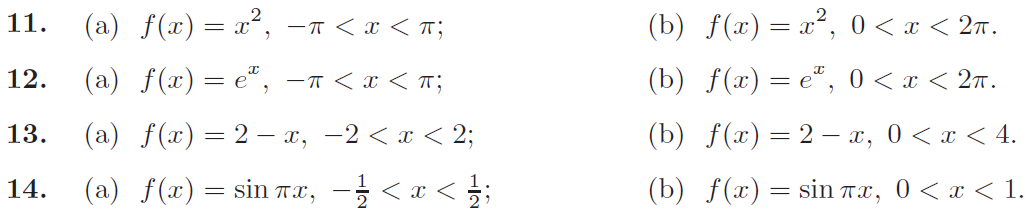 11. (a) f(x) = x², −π < x < π; (b) f(x) = x², 0 < x < 2π.
12. (a) f(x) = eˣ, −π < x < π; (b) f(x) = eˣ, 0 < x < 2π.
13. (a) f(x) = 2 − x, −2 < x < 2; (b) f(x) = 2 − x, 0 < x < 4.
14. (a) f(x) = sin πx, −½ < x < ½; (b) f(x) = sin πx, 0 < x < 1.